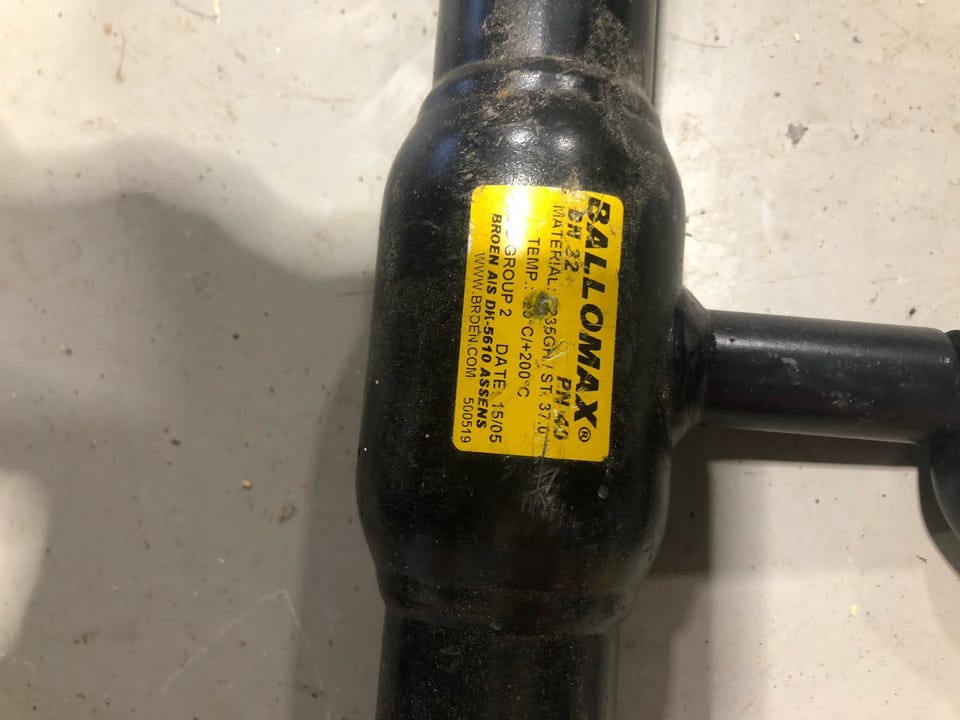 BALLOMAX®
DN 32 PN 40
MATERIAL: 235GH / ST. 37.0
TEMP.: 20°C/+200°C
GROUP 2 DATE: 15/05
BROEN A/S DK-5610 ASSENS
WWW.BROEN.COM 500519